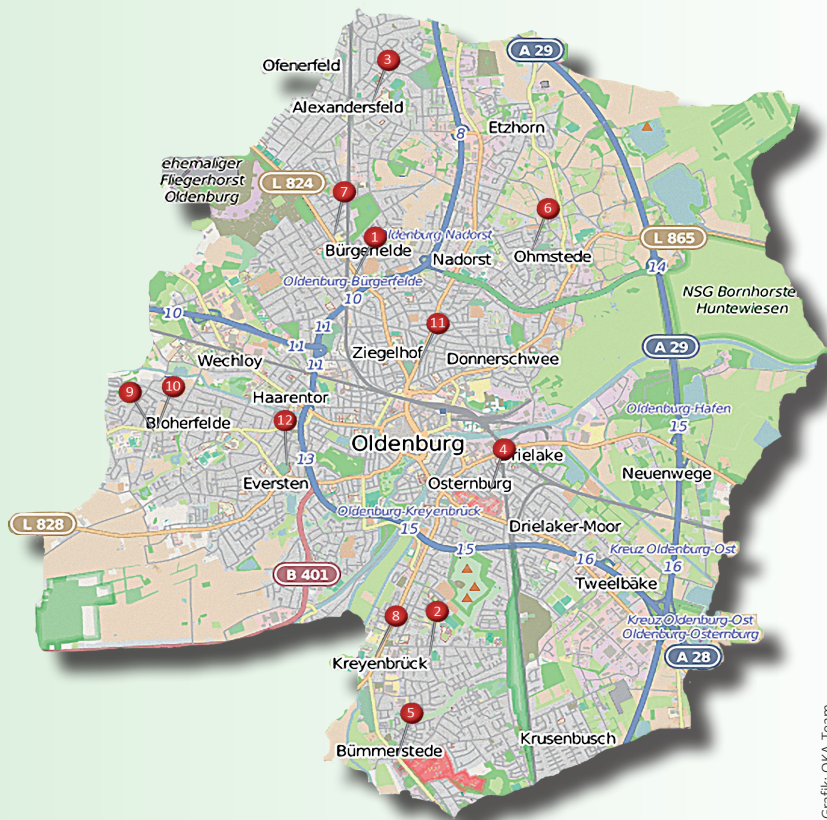 A 29
Ofenerfeld
3
Alexandersfeld
Etzhorn
8
ehemaliger
Fliegerhorst
Oldenburg
L 824
7
6
1
Oldenburg-Nadorst
L 865
Bürgerfelde
Nadorst
Ohmstede
14
Oldenburg-Bürgerfelde
10
NSG Bornhorste
Huntewiesen
10
11
11
11
Ziegelhof
A 29
Wechloy
Donnerschwee
9
10
Haarentor
Oldenburg-Hafen
15
Bloherfelde
12
Oldenburg
4
Drielake
13
Eversten
Osternburg
Neuenwege
L 828
Oldenburg-Kreyenbrück
15
Drielaker-Moor
15
16
Kreuz Oldenburg-Ost
16
B 401
Tweelbäke
8
2
Kreuz Oldenburg-Ost
Oldenburg-Osternburg
A 28
Kreyenbrück
5
Bümmerstede
Krusenbusch
Grafik: OKA-Team